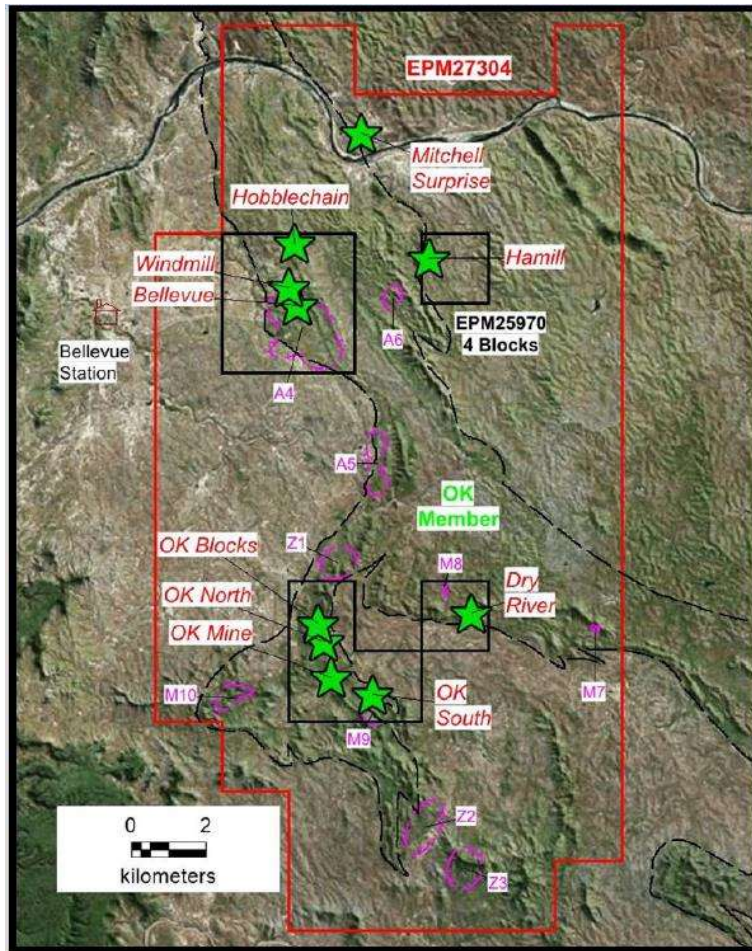 EPM27304
Mitchell
Surprise
Hobblechain
Windmill
Hamill
Bellevue
EPM25970
4 Blocks
Bellevue
Station
A6
A4
A5
OK
Member
OK Blocks
Z1
M8
Dry
River
OK North
OK Mine
M10
OK
South
M7
M9
0 2
kilometers
Z2
Z3